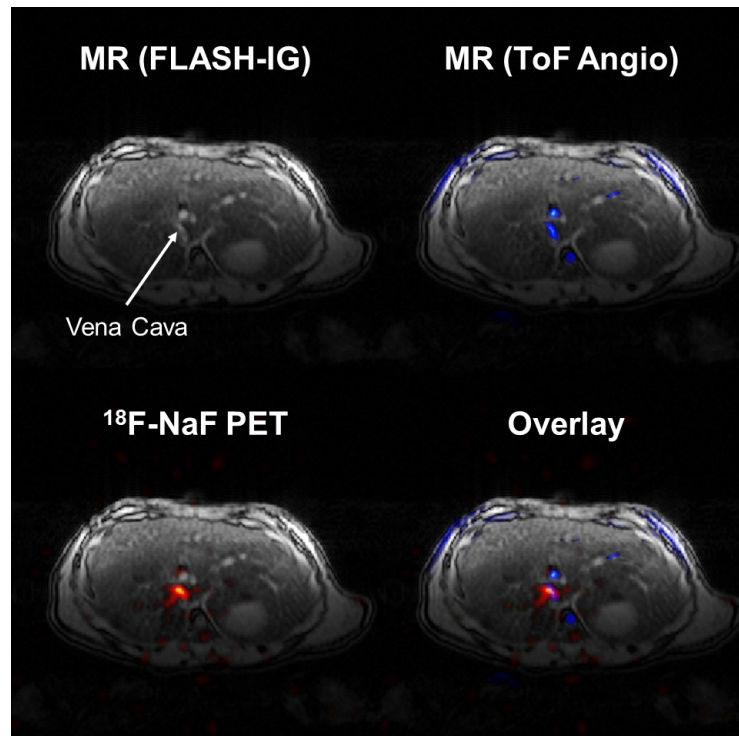 MR (FLASH-IG)
MR (ToF Angio)
Vena Cava
¹⁸F-NaF PET
Overlay